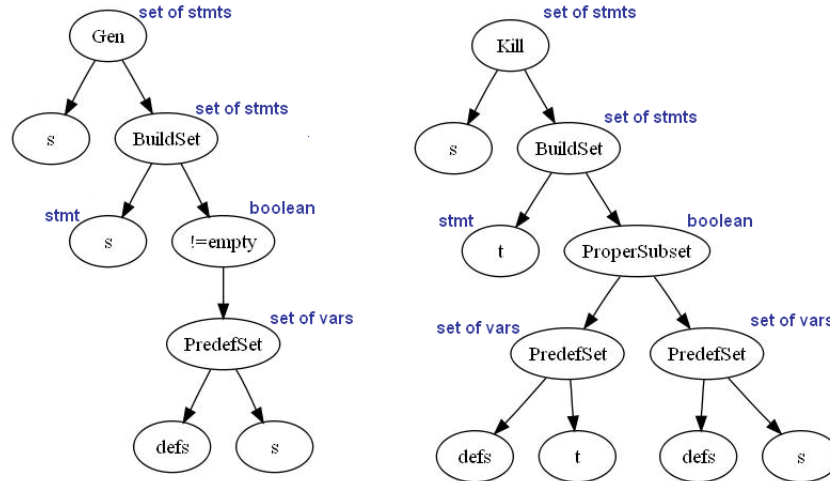 set of stmts
Gen
set of stmts
s
BuildSet
stmt
s
boolean
!=empty
set of vars
PredefSet
defs
s
set of stmts
Kill
set of stmts
s
BuildSet
stmt
t
boolean
ProperSubset
set of vars
PredefSet
set of vars
PredefSet
defs
t
defs
s